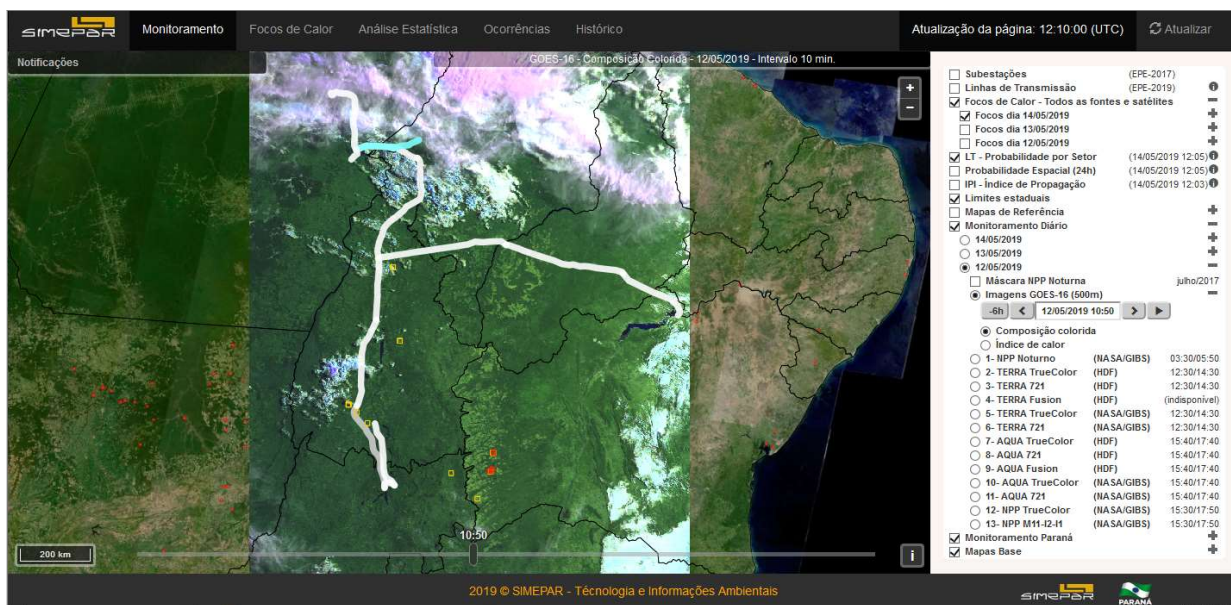 SIMEPAR
Monitoramento
Focos de Calor
Análise Estatística
Ocorrências
Histórico
Atualização da página: 12:10:00 (UTC)
Atualizar
Notificações
GOES-16 - Composição Colorida - 12/05/2019 - Intervalo 10 min.
+
−
Subestações (EPE-2017)
Linhas de Transmissão (EPE-2019)
Focos de Calor - Todos as fontes e satélites
Focos dia 14/05/2019
Focos dia 13/05/2019
Focos dia 12/05/2019
LT - Probabilidade por Setor (14/05/2019 12:05)
Probabilidade Espacial (24h) (14/05/2019 12:05)
IPI - Índice de Propagação (14/05/2019 12:03)
Limites estaduais
Mapas de Referência
Monitoramento Diário
14/05/2019
13/05/2019
12/05/2019
Máscara NPP Noturna julho/2017
Imagens GOES-16 (500m)
-6h 12/05/2019 10:50
Composição colorida
Índice de calor
1- NPP Noturno (NASA/GIBS) 03:30/05:50
2- TERRA TrueColor (HDF) 12:30/14:30
3- TERRA 721 (HDF) 12:30/14:30
4- TERRA Fusion (HDF) (indisponível)
5- TERRA TrueColor (NASA/GIBS) 12:30/14:30
6- TERRA 721 (NASA/GIBS) 12:30/14:30
7- AQUA TrueColor (HDF) 15:40/17:40
8- AQUA 721 (HDF) 15:40/17:40
9- AQUA Fusion (HDF) 15:40/17:40
10- AQUA TrueColor (NASA/GIBS) 15:40/17:40
11- AQUA 721 (NASA/GIBS) 15:40/17:40
12- NPP TrueColor (NASA/GIBS) 15:30/17:50
13- NPP M11-I2-I1 (NASA/GIBS) 15:30/17:50
Monitoramento Paraná
Mapas Base
10:50
200 km
i
2019 © SIMEPAR - Técnologia e Informações Ambientais
SIMEPAR
PARANÁ